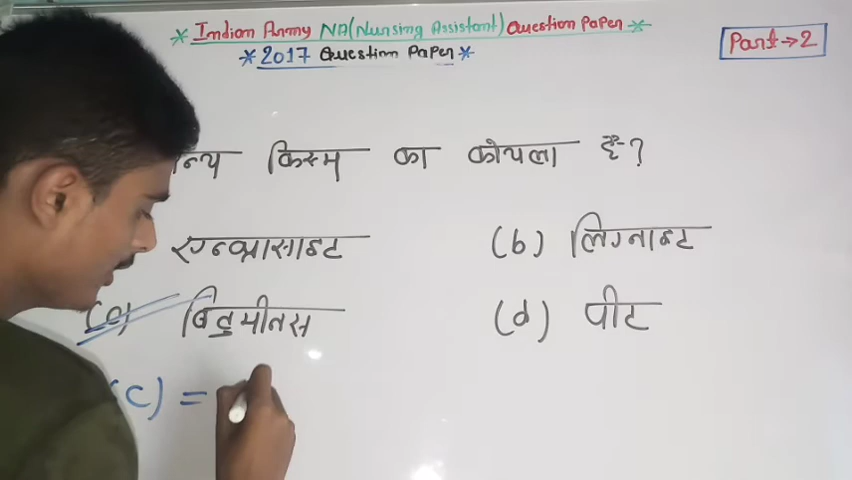 * Indian Army NA (Nursing Assistant) Question Paper *
* 2017 Question Paper *
Part → 2
न्य किस्म का कोयला है?
एन्थ्रासाइट (b) लिग्नाइट
(c) बिटुमीनस (d) पीट
(C) =